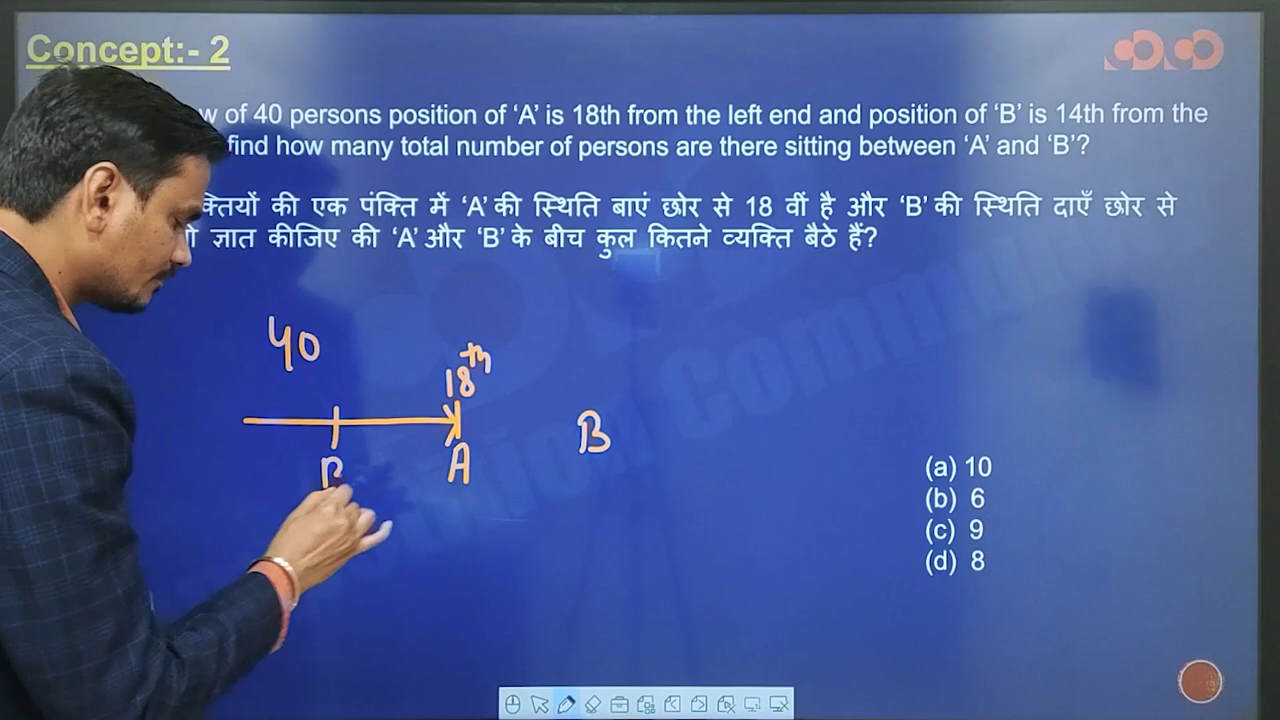 Concept:- 2
of 40 persons position of ‘A’ is 18th from the left end and position of ‘B’ is 14th from the
find how many total number of persons are there sitting between ‘A’ and ‘B’?
की एक पंक्ति में ‘A’ की स्थिति बाएं छोर से 18 वीं है और ‘B’ की स्थिति दाएँ छोर से
ज्ञात कीजिए की ‘A’ और ‘B’ के बीच कुल कितने व्यक्ति बैठे हैं?
40
18th
A
B
(a) 10
(b) 6
(c) 9
(d) 8